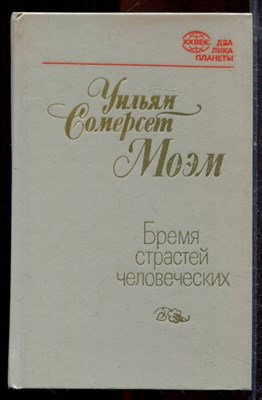 XX ВЕК:
ДВА
ЛИКА
ПЛАНЕТЫ
Уильям
Сомерсет
Моэм
Бремя
страстей
человеческих